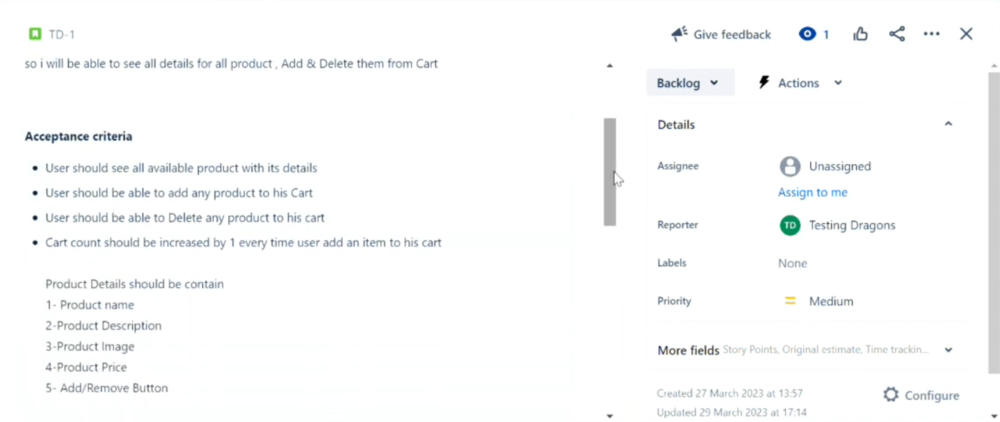 TD-1
Give feedback
1
so i will be able to see all details for all product , Add & Delete them from Cart
Acceptance criteria
• User should see all available product with its details
• User should be able to add any product to his Cart
• User should be able to Delete any product to his cart
• Cart count should be increased by 1 every time user add an item to his cart
Product Details should be contain
1- Product name
2-Product Description
3-Product Image
4-Product Price
5- Add/Remove Button
Backlog
Actions
Details
Assignee
Unassigned
Assign to me
Reporter
TD
Testing Dragons
Labels
None
Priority
Medium
More fields Story Points, Original estimate, Time trackin...
Created 27 March 2023 at 13:57
Configure
Updated 29 March 2023 at 17:14